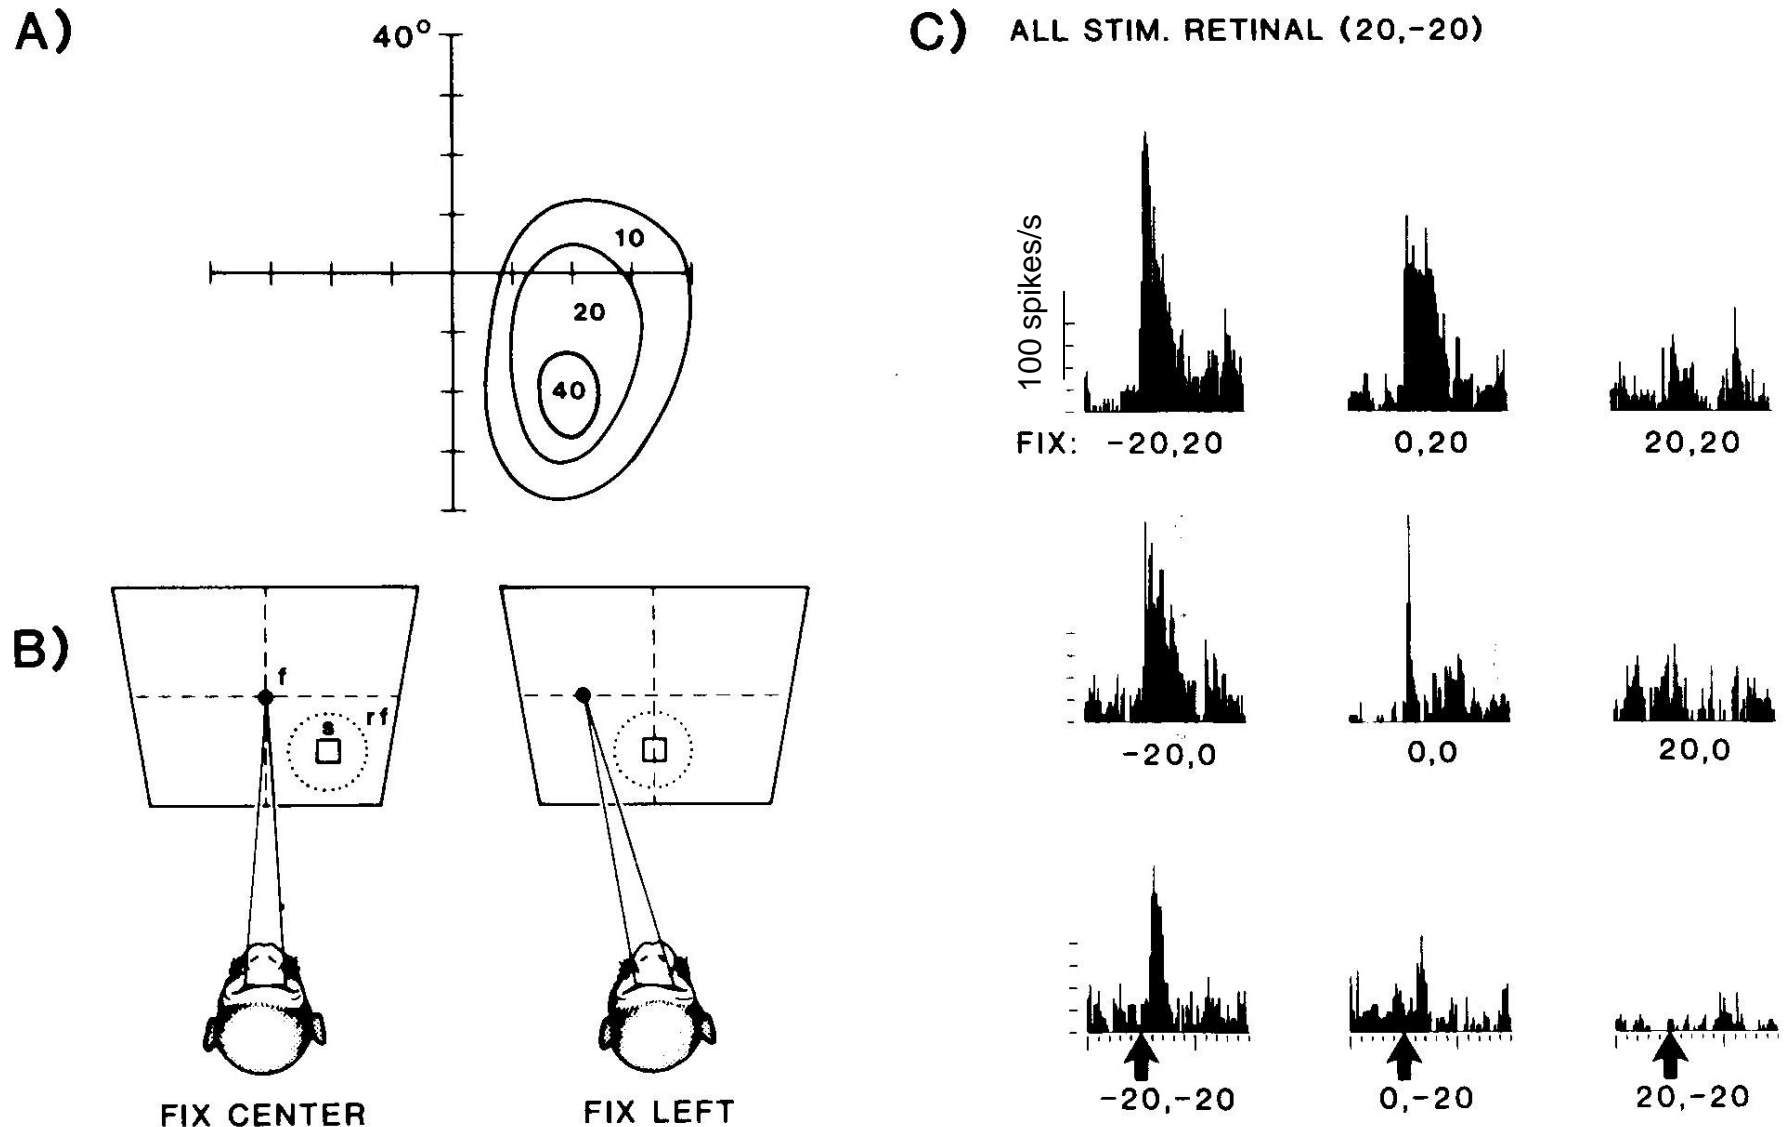 A)
40°
10
20
40
B)
f
s
rf
FIX CENTER
FIX LEFT
C) ALL STIM. RETINAL (20,-20)
100 spikes/s
FIX: -20,20 0,20 20,20
-20,0 0,0 20,0
-20,-20 0,-20 20,-20